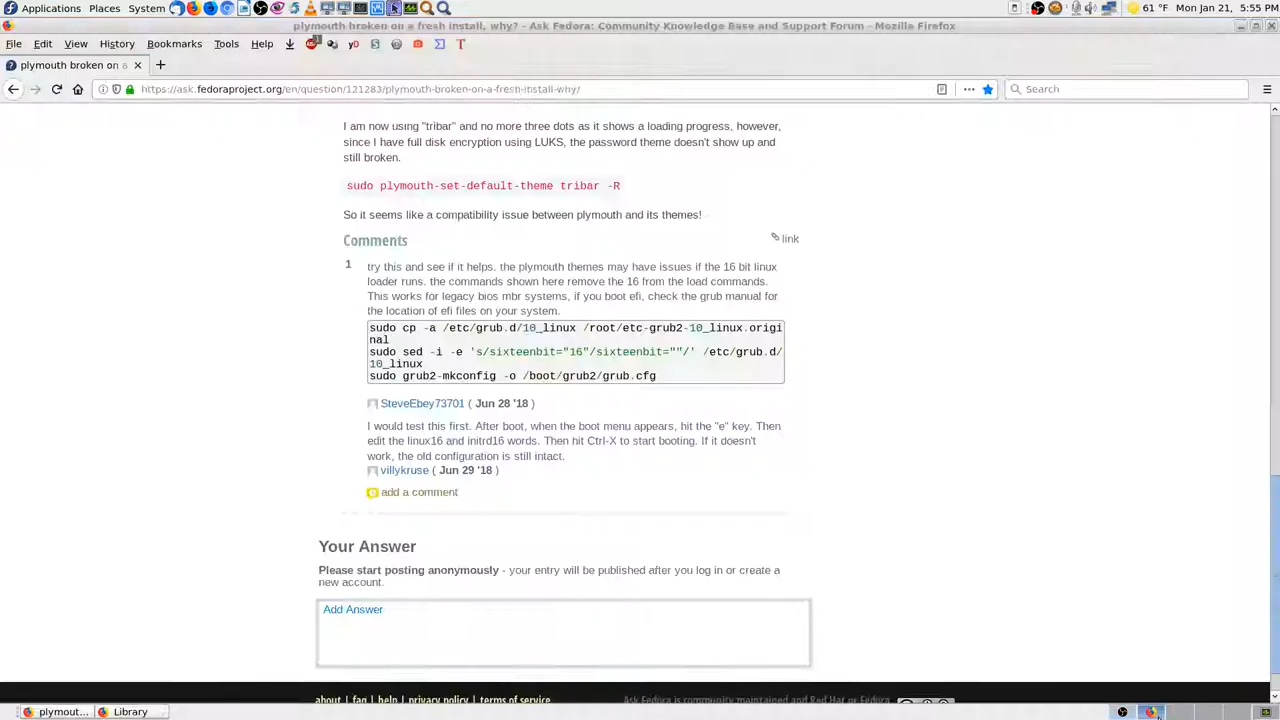 Applications Places System 61 °F Mon Jan 21, 5:55 PM
plymouth broken on a fresh install, why? - Ask Fedora: Community Knowledge Base and Support Forum - Mozilla Firefox
File Edit View History Bookmarks Tools Help
plymouth broken on a
https://ask.fedoraproject.org/en/question/121283/plymouth-broken-on-a-fresh-install-why/ Search
I am now using "tribar" and no more three dots as it shows a loading progress, however,
since I have full disk encryption using LUKS, the password theme doesn't show up and
still broken.
sudo plymouth-set-default-theme tribar -R
So it seems like a compatibility issue between plymouth and its themes!
Comments link
1 try this and see if it helps. the plymouth themes may have issues if the 16 bit linux
loader runs. the commands shown here remove the 16 from the load commands.
This works for legacy bios mbr systems, if you boot efi, check the grub manual for
the location of efi files on your system.
sudo cp -a /etc/grub.d/10_linux /root/etc-grub2-10_linux.origi
nal
sudo sed -i -e 's/sixteenbit="16"/sixteenbit=""/' /etc/grub.d/
10_linux
sudo grub2-mkconfig -o /boot/grub2/grub.cfg
SteveEbey73701 ( Jun 28 '18 )
I would test this first. After boot, when the boot menu appears, hit the "e" key. Then
edit the linux16 and initrd16 words. Then hit Ctrl-X to start booting. If it doesn't
work, the old configuration is still intact.
villykruse ( Jun 29 '18 )
add a comment
Your Answer
Please start posting anonymously - your entry will be published after you log in or create a
new account.
Add Answer
about | faq | help | privacy policy | terms of service Ask Fedora is community maintained and Red Hat or Fedora
plymout... Library